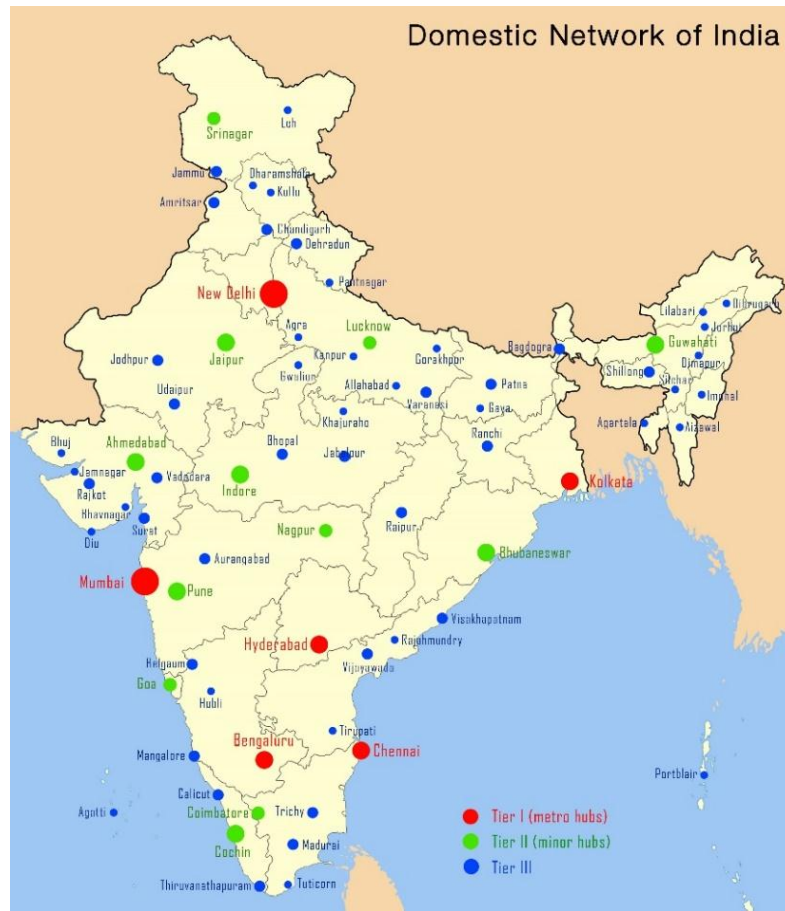 Domestic Network of India
Srinagar
Luh
Jammu
Dharamshala
Kullu
Amritsar
Chandigarh
Dehradun
Pantnagar
New Delhi
Agra
Lucknow
Jaipur
Kanpur
Gorakhpur
Bagdogra
Lilabari
Dibrugarh
Jorhat
Guwahati
Dimapur
Jodhpur
Gwalior
Allahabad
Varanasi
Patna
Shillong
Silchar
Imphal
Udaipur
Khajuraho
Gaya
Agartala
Aizawal
Bhuj
Ahmedabad
Bhopal
Jabalpur
Ranchi
Jamnagar
Vadodara
Indore
Kolkata
Rajkot
Bhavnagar
Surat
Diu
Nagpur
Raipur
Bhubaneswar
Aurangabad
Mumbai
Pune
Visakhapatnam
Hyderabad
Rajahmundry
Vijayawada
Belgaum
Goa
Hubli
Tirupati
Bengaluru
Chennai
Mangalore
Portblair
Calicut
Agatti
Coimbatore
Trichy
Cochin
Madurai
Thiruvanathapuram
Tuticorn
Tier I (metro hubs)
Tier II (minor hubs)
Tier III